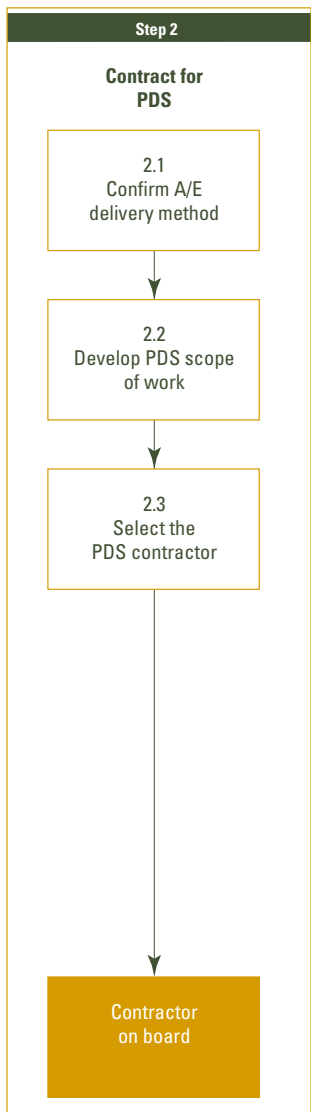 Step 2
Contract for
PDS
2.1
Confirm A/E
delivery method
2.2
Develop PDS scope
of work
2.3
Select the
PDS contractor
Contractor
on board